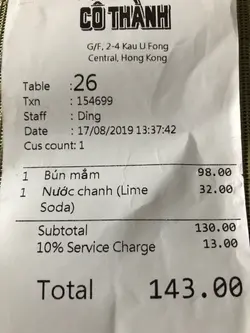 CÔ THÀNH
G/F, 2-4 Kau U Fong
Central, Hong Kong
Table : 26
Txn : 154699
Staff : Ding
Date : 17/08/2019 13:37:42
Cus count: 1
1 Bún mắm 98.00
1 Nước chanh (Lime 32.00
Soda)
Subtotal 130.00
10% Service Charge 13.00
Total 143.00